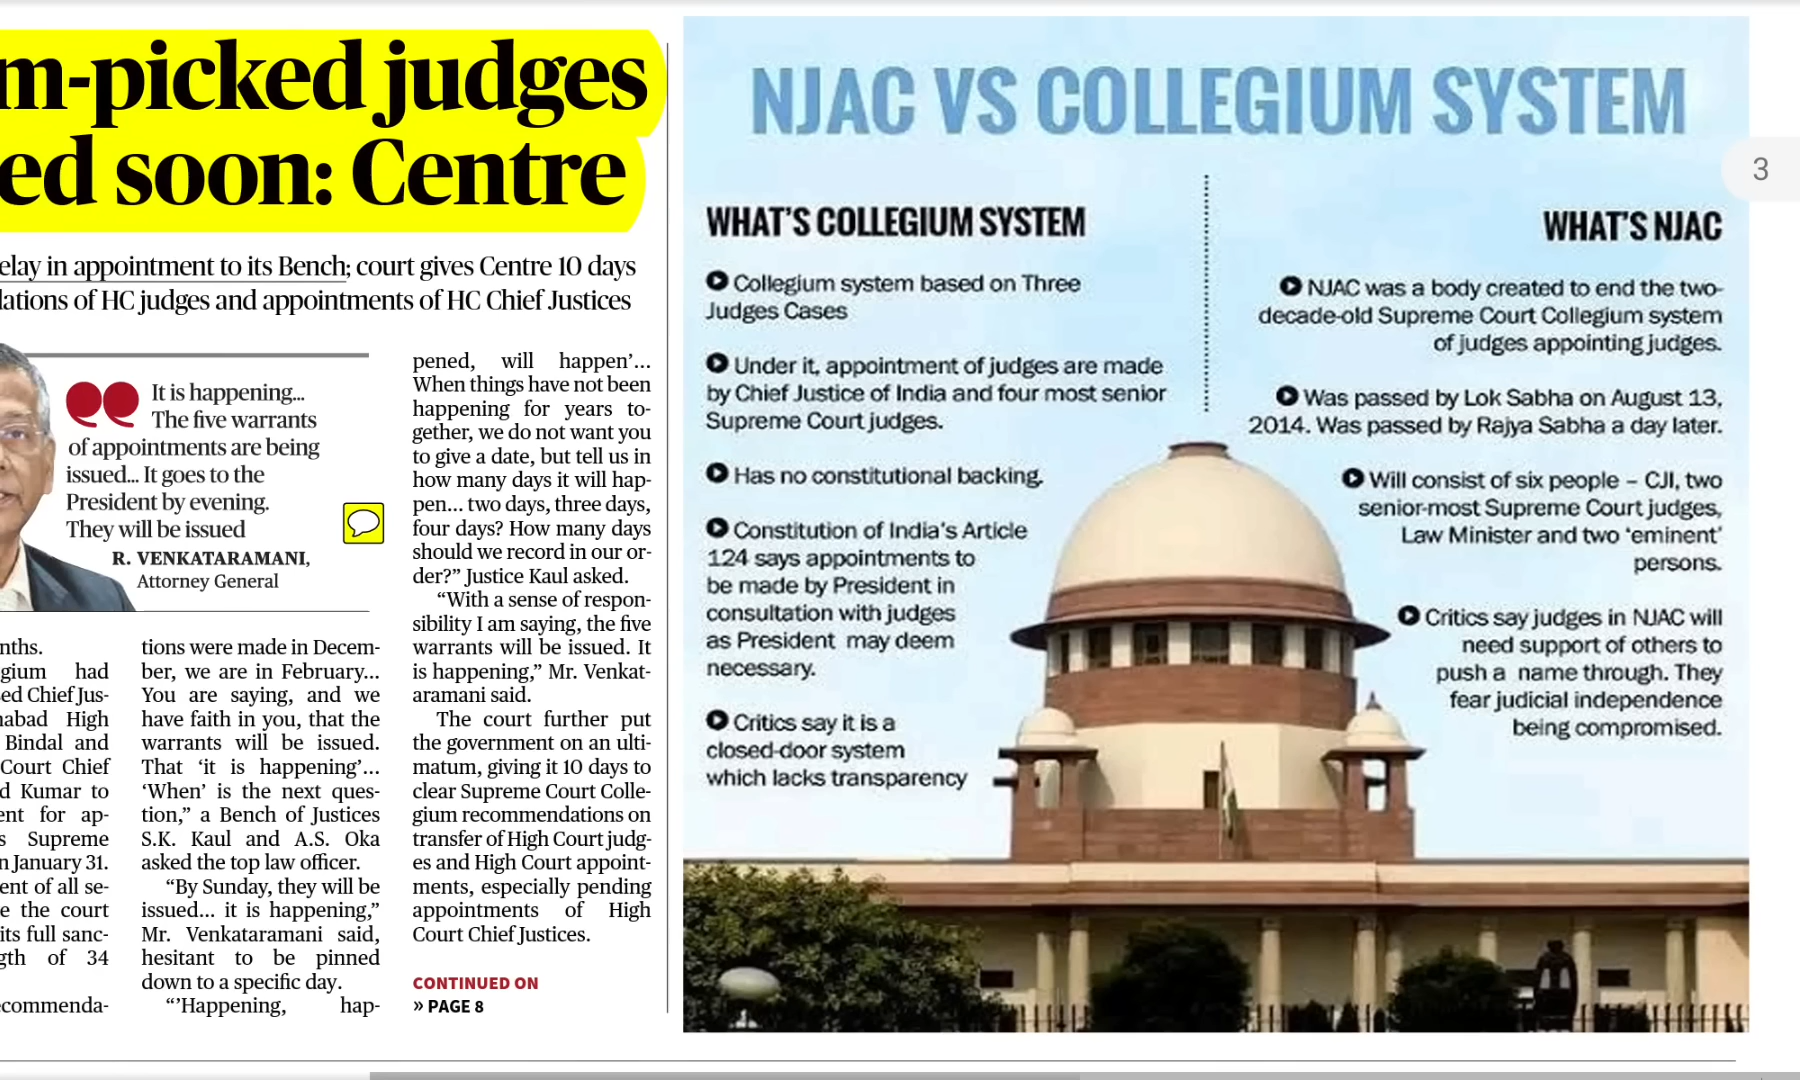 m-picked judges
ed soon: Centre
elay in appointment to its Bench; court gives Centre 10 days
lations of HC judges and appointments of HC Chief Justices
It is happening...
The five warrants
of appointments are being
issued... It goes to the
President by evening.
They will be issued
R. VENKATARAMANI,
Attorney General
nths.
gium had
ed Chief Jus-
nabad High
Bindal and
Court Chief
d Kumar to
ent for ap-
s Supreme
n January 31.
ent of all se-
e the court
its full sanc-
gth of 34
ecommenda-
tions were made in Decem-
ber, we are in February...
You are saying, and we
have faith in you, that the
warrants will be issued.
That ‘it is happening’...
‘When’ is the next ques-
tion,” a Bench of Justices
S.K. Kaul and A.S. Oka
asked the top law officer.
“By Sunday, they will be
issued... it is happening,”
Mr. Venkataramani said,
hesitant to be pinned
down to a specific day.
“’Happening, hap-
pened, will happen’...
When things have not been
happening for years to-
gether, we do not want you
to give a date, but tell us in
how many days it will hap-
pen... two days, three days,
four days? How many days
should we record in our or-
der?” Justice Kaul asked.
“With a sense of respon-
sibility I am saying, the five
warrants will be issued. It
is happening,” Mr. Venkat-
aramani said.
The court further put
the government on an ulti-
matum, giving it 10 days to
clear Supreme Court Colle-
gium recommendations on
transfer of High Court judg-
es and High Court appoint-
ments, especially pending
appointments of High
Court Chief Justices.
CONTINUED ON
» PAGE 8
NJAC VS COLLEGIUM SYSTEM
3
WHAT'S COLLEGIUM SYSTEM
Collegium system based on Three
Judges Cases
Under it, appointment of judges are made
by Chief Justice of India and four most senior
Supreme Court judges.
Has no constitutional backing.
Constitution of India's Article
124 says appointments to
be made by President in
consultation with judges
as President may deem
necessary.
Critics say it is a
closed-door system
which lacks transparency
WHAT'S NJAC
NJAC was a body created to end the two-
decade-old Supreme Court Collegium system
of judges appointing judges.
Was passed by Lok Sabha on August 13,
2014. Was passed by Rajya Sabha a day later.
Will consist of six people – CJI, two
senior-most Supreme Court judges,
Law Minister and two 'eminent'
persons.
Critics say judges in NJAC will
need support of others to
push a name through. They
fear judicial independence
being compromised.